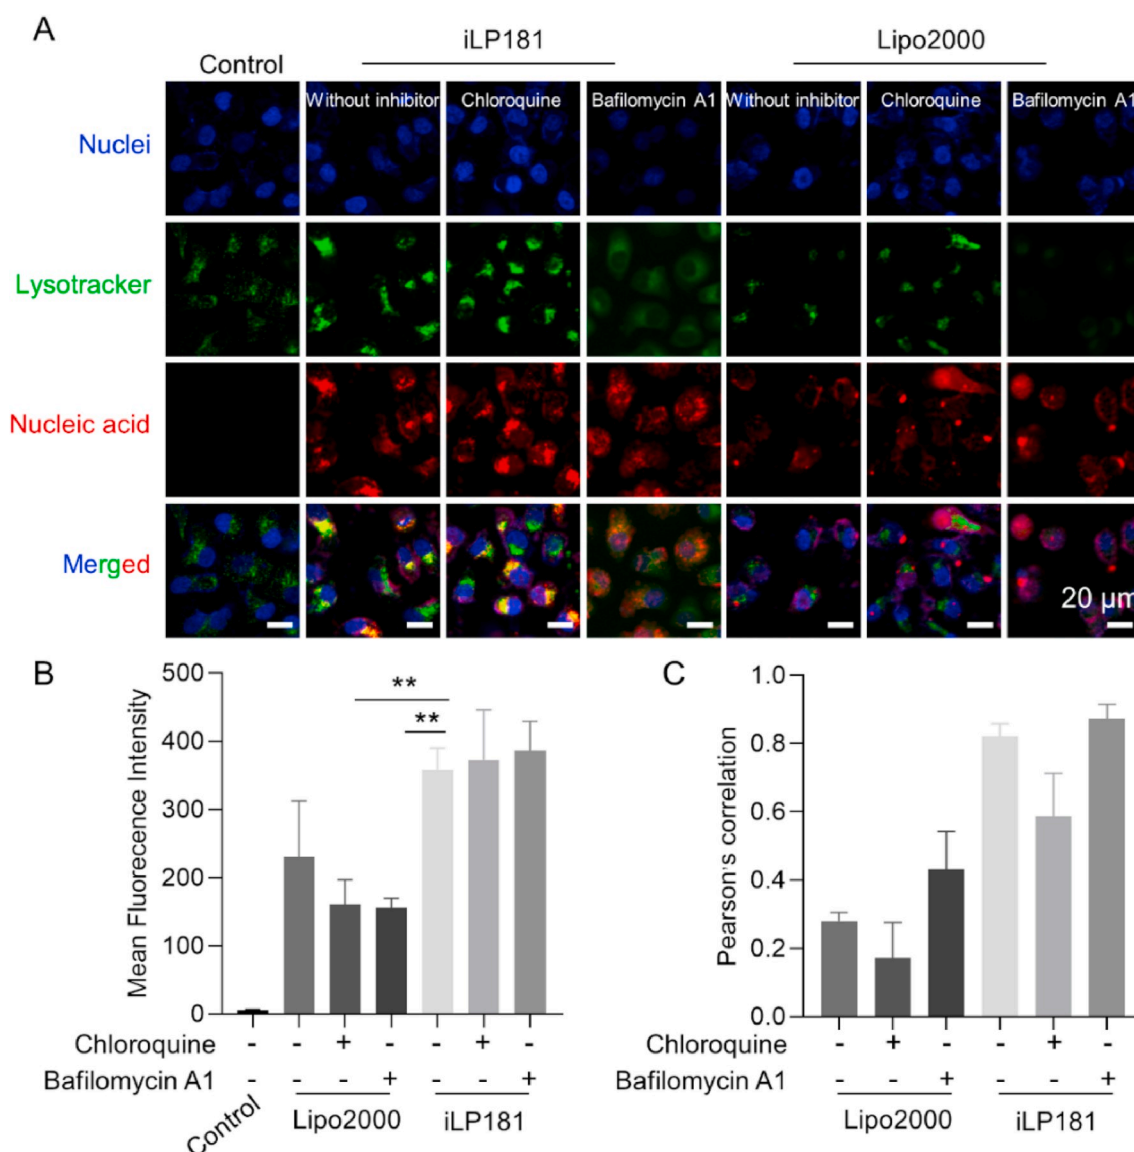 A
iLP181
Lipo2000
Control
Without inhibitor
Chloroquine
Bafilomycin A1
Without inhibitor
Chloroquine
Bafilomycin A1
Nuclei
Lysotracker
Nucleic acid
Merged
20 µm
B
Mean Fluorecence Intensity
500
400
300
200
100
0
**
**
Chloroquine - - + - - + -
Bafilomycin A1 - - - + - - +
Control
Lipo2000
iLP181
C
Pearson's correlation
1.0
0.8
0.6
0.4
0.2
0.0
Chloroquine - + - - + -
Bafilomycin A1 - - + - - +
Lipo2000
iLP181